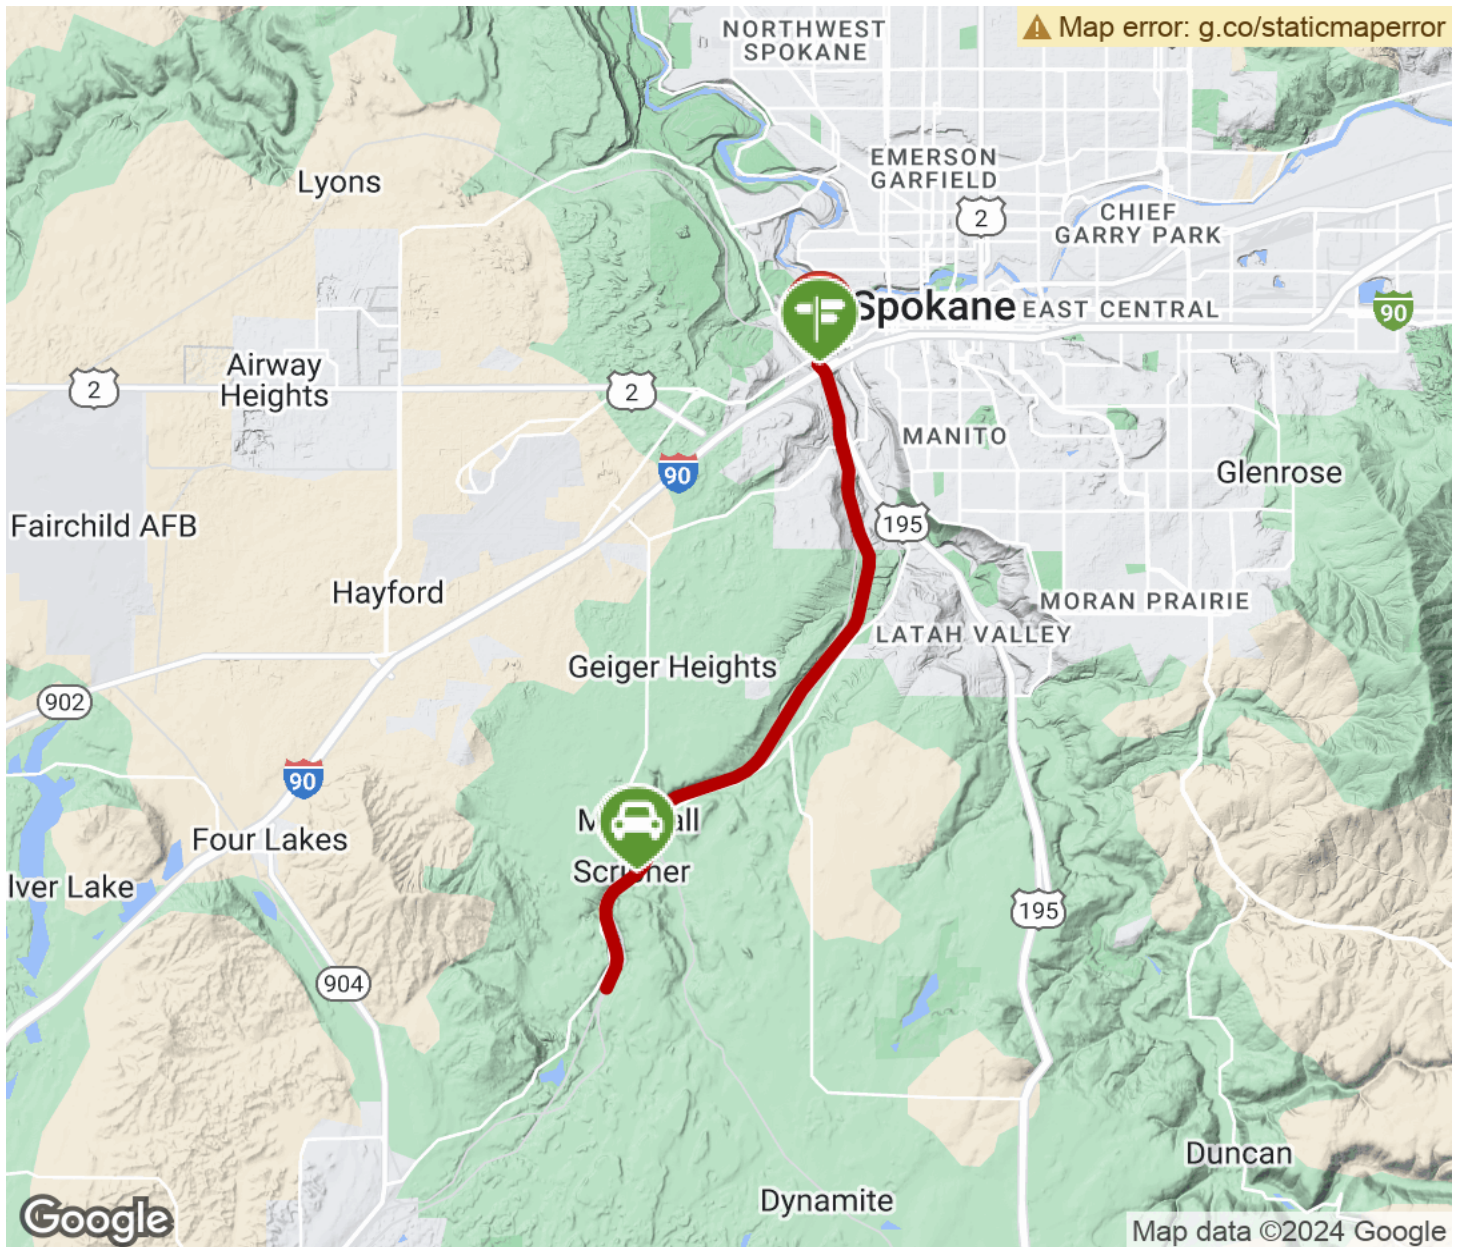 NORTHWEST
SPOKANE
Map error: g.co/staticmaperror
Lyons
EMERSON
GARFIELD
2
CHIEF
GARRY PARK
Spokane
EAST CENTRAL
90
Airway
Heights
2
2
MANITO
90
Glenrose
Fairchild AFB
195
Hayford
MORAN PRAIRIE
LATAH VALLEY
Geiger Heights
902
90
Four Lakes
lver Lake
195
904
Duncan
Dynamite
Google
Map data ©2024 Google